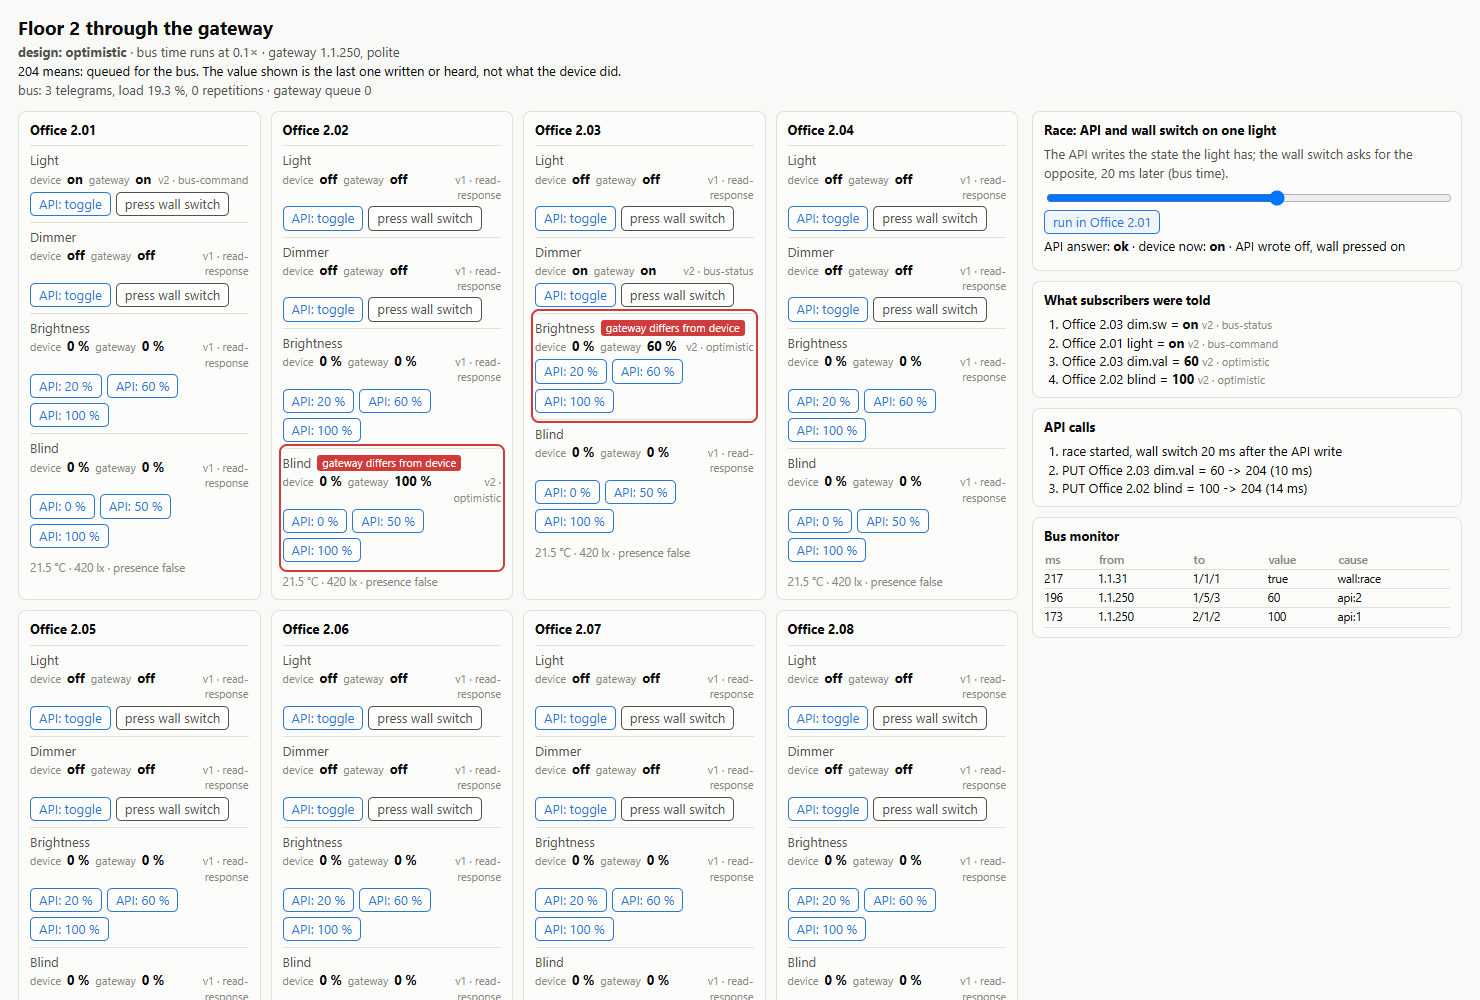 Floor 2 through the gateway
design: optimistic · bus time runs at 0.1× · gateway 1.1.250, polite
204 means: queued for the bus. The value shown is the last one written or heard, not what the device did.
bus: 3 telegrams, load 19.3 %, 0 repetitions · gateway queue 0
Office 2.01
Light
device on gateway on v2 · bus-command
API: toggle press wall switch
Dimmer
device off gateway off v1 · read-
response
API: toggle press wall switch
Brightness
device 0 % gateway 0 % v1 · read-
response
API: 20 % API: 60 %
API: 100 %
Blind
device 0 % gateway 0 % v1 · read-
response
API: 0 % API: 50 %
API: 100 %
21.5 °C · 420 lx · presence false
Office 2.02
Light
device off gateway off v1 · read-
response
API: toggle press wall switch
Dimmer
device off gateway off v1 · read-
response
API: toggle press wall switch
Brightness
device 0 % gateway 0 % v1 · read-
response
API: 20 % API: 60 %
API: 100 %
Blind gateway differs from device
device 0 % gateway 100 % v2 ·
optimistic
API: 0 % API: 50 %
API: 100 %
21.5 °C · 420 lx · presence false
Office 2.03
Light
device off gateway off v1 · read-
response
API: toggle press wall switch
Dimmer
device on gateway on v2 · bus-status
API: toggle press wall switch
Brightness gateway differs from device
device 0 % gateway 60 % v2 · optimistic
API: 20 % API: 60 %
API: 100 %
Blind
device 0 % gateway 0 % v1 · read-
response
API: 0 % API: 50 %
API: 100 %
21.5 °C · 420 lx · presence false
Office 2.04
Light
device off gateway off v1 · read-
response
API: toggle press wall switch
Dimmer
device off gateway off v1 · read-
response
API: toggle press wall switch
Brightness
device 0 % gateway 0 % v1 · read-
response
API: 20 % API: 60 %
API: 100 %
Blind
device 0 % gateway 0 % v1 · read-
response
API: 0 % API: 50 %
API: 100 %
21.5 °C · 420 lx · presence false
Race: API and wall switch on one light
The API writes the state the light has; the wall switch asks for the
opposite, 20 ms later (bus time).
run in Office 2.01
API answer: ok · device now: on · API wrote off, wall pressed on
What subscribers were told
1. Office 2.03 dim.sw = on v2 · bus-status
2. Office 2.01 light = on v2 · bus-command
3. Office 2.03 dim.val = 60 v2 · optimistic
4. Office 2.02 blind = 100 v2 · optimistic
API calls
1. race started, wall switch 20 ms after the API write
2. PUT Office 2.03 dim.val = 60 -> 204 (10 ms)
3. PUT Office 2.02 blind = 100 -> 204 (14 ms)
Bus monitor
ms from to value cause
217 1.1.31 1/1/1 true wall:race
196 1.1.250 1/5/3 60 api:2
173 1.1.250 2/1/2 100 api:1
Office 2.05
Light
device off gateway off v1 · read-
response
API: toggle press wall switch
Dimmer
device off gateway off v1 · read-
response
API: toggle press wall switch
Brightness
device 0 % gateway 0 % v1 · read-
response
API: 20 % API: 60 %
API: 100 %
Blind
device 0 % gateway 0 % v1 · read-
response
Office 2.06
Light
device off gateway off v1 · read-
response
API: toggle press wall switch
Dimmer
device off gateway off v1 · read-
response
API: toggle press wall switch
Brightness
device 0 % gateway 0 % v1 · read-
response
API: 20 % API: 60 %
API: 100 %
Blind
device 0 % gateway 0 % v1 · read-
response
Office 2.07
Light
device off gateway off v1 · read-
response
API: toggle press wall switch
Dimmer
device off gateway off v1 · read-
response
API: toggle press wall switch
Brightness
device 0 % gateway 0 % v1 · read-
response
API: 20 % API: 60 %
API: 100 %
Blind
device 0 % gateway 0 % v1 · read-
response
Office 2.08
Light
device off gateway off v1 · read-
response
API: toggle press wall switch
Dimmer
device off gateway off v1 · read-
response
API: toggle press wall switch
Brightness
device 0 % gateway 0 % v1 · read-
response
API: 20 % API: 60 %
API: 100 %
Blind
device 0 % gateway 0 % v1 · read-
response